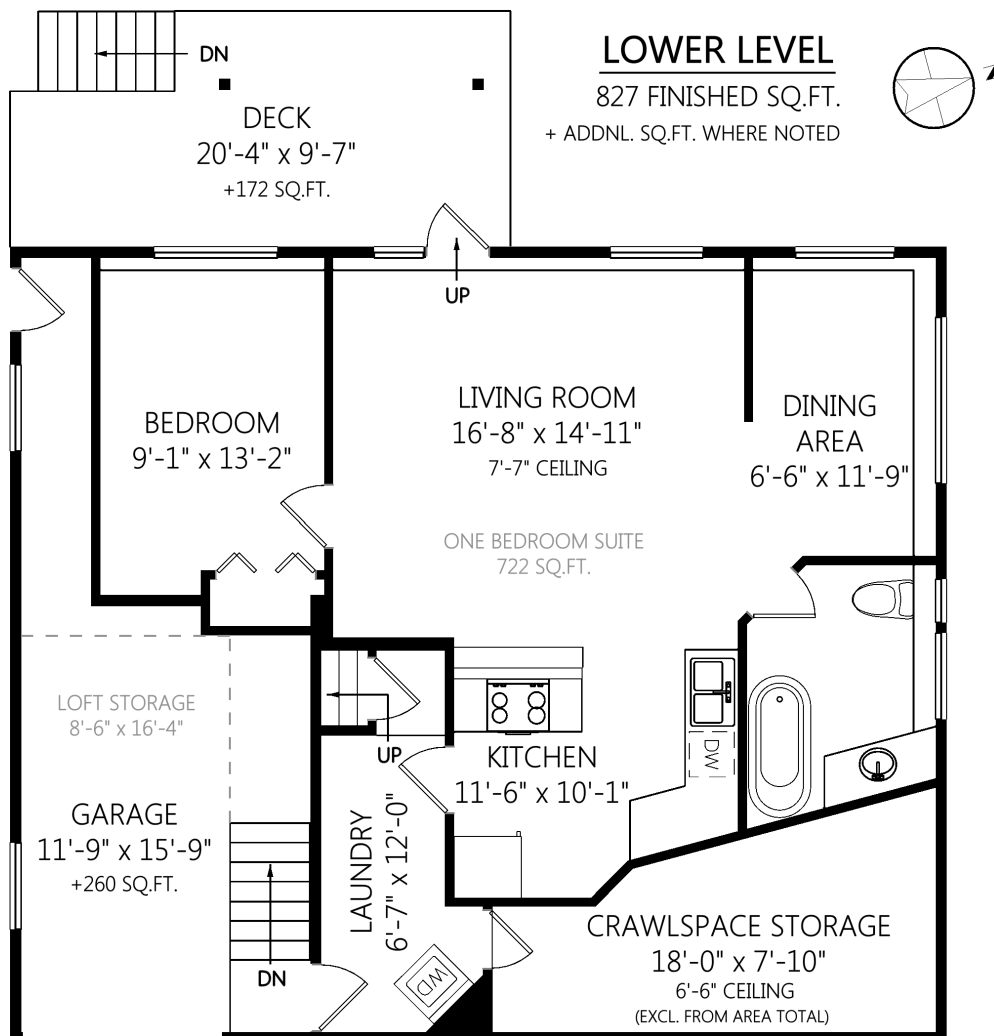 LOWER LEVEL
827 FINISHED SQ.FT.
+ ADDNL. SQ.FT. WHERE NOTED
DN
DECK
20'-4" x 9'-7"
+172 SQ.FT.
UP
BEDROOM
9'-1" x 13'-2"
LIVING ROOM
16'-8" x 14'-11"
7'-7" CEILING
DINING
AREA
6'-6" x 11'-9"
ONE BEDROOM SUITE
722 SQ.FT.
LOFT STORAGE
8'-6" x 16'-4"
GARAGE
11'-9" x 15'-9"
+260 SQ.FT.
DN
UP
LAUNDRY
6'-7" x 12'-0"
WD
KITCHEN
11'-6" x 10'-1"
DW
CRAWLSPACE STORAGE
18'-0" x 7'-10"
6'-6" CEILING
(EXCL. FROM AREA TOTAL)